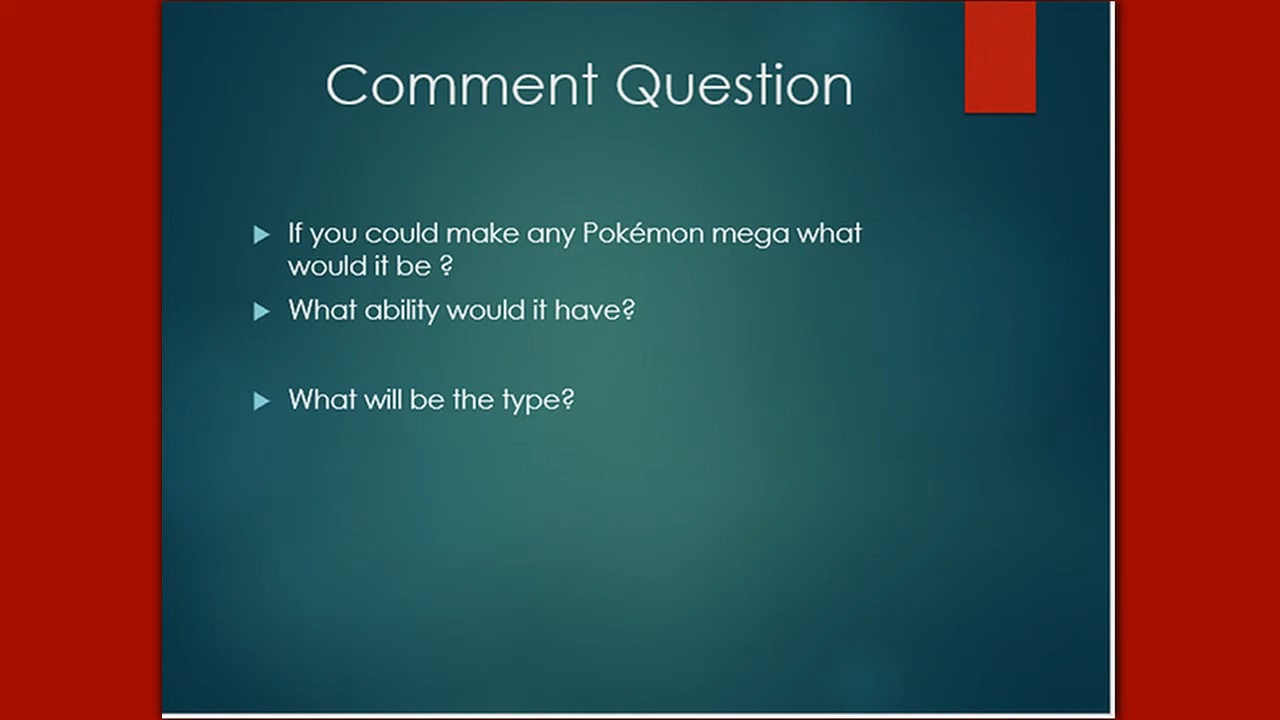 Comment Question
If you could make any Pokémon mega what
would it be ?
What ability would it have?
What will be the type?